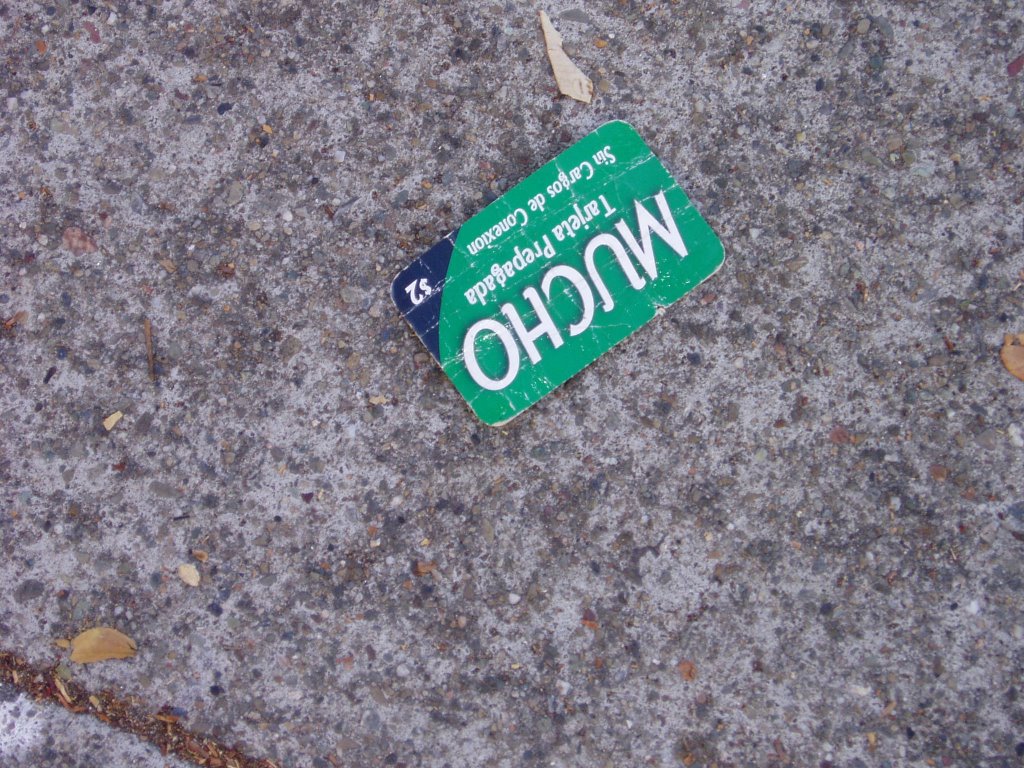 MUCHO
Tarjeta Prepagada
Sin Cargos de Conexion
$2